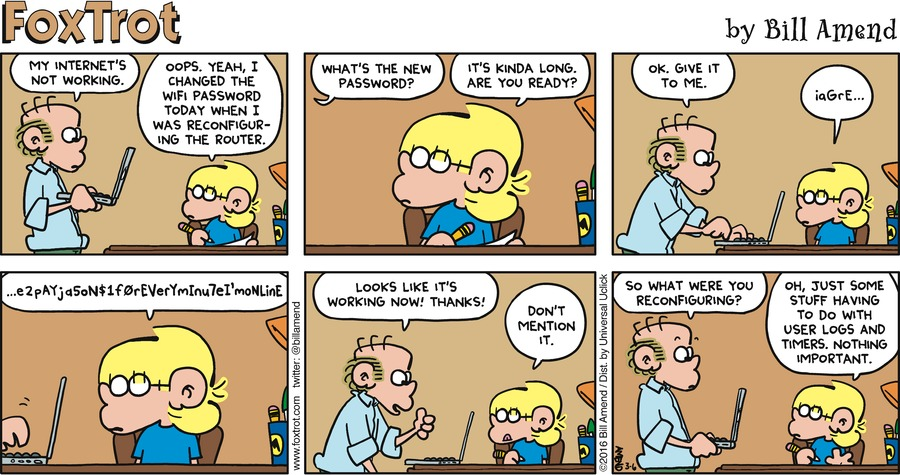 FoxTrot
by Bill Amend
MY INTERNET'S
NOT WORKING.
OOPS. YEAH, I
CHANGED THE
WIFI PASSWORD
TODAY WHEN I
WAS RECONFIGUR-
ING THE ROUTER.
WHAT'S THE NEW
PASSWORD?
IT'S KINDA LONG.
ARE YOU READY?
OK. GIVE IT
TO ME.
iaGrE...
...e2pAYja5oN$1fØrEVerYmInu7eI'moNLinE
LOOKS LIKE IT'S
WORKING NOW! THANKS!
DON'T
MENTION
IT.
www.foxtrot.com twitter: @billamend
©2016 Bill Amend / Dist. by Universal Uclick
SO WHAT WERE YOU
RECONFIGURING?
OH, JUST SOME
STUFF HAVING
TO DO WITH
USER LOGS AND
TIMERS. NOTHING
IMPORTANT.
3-6